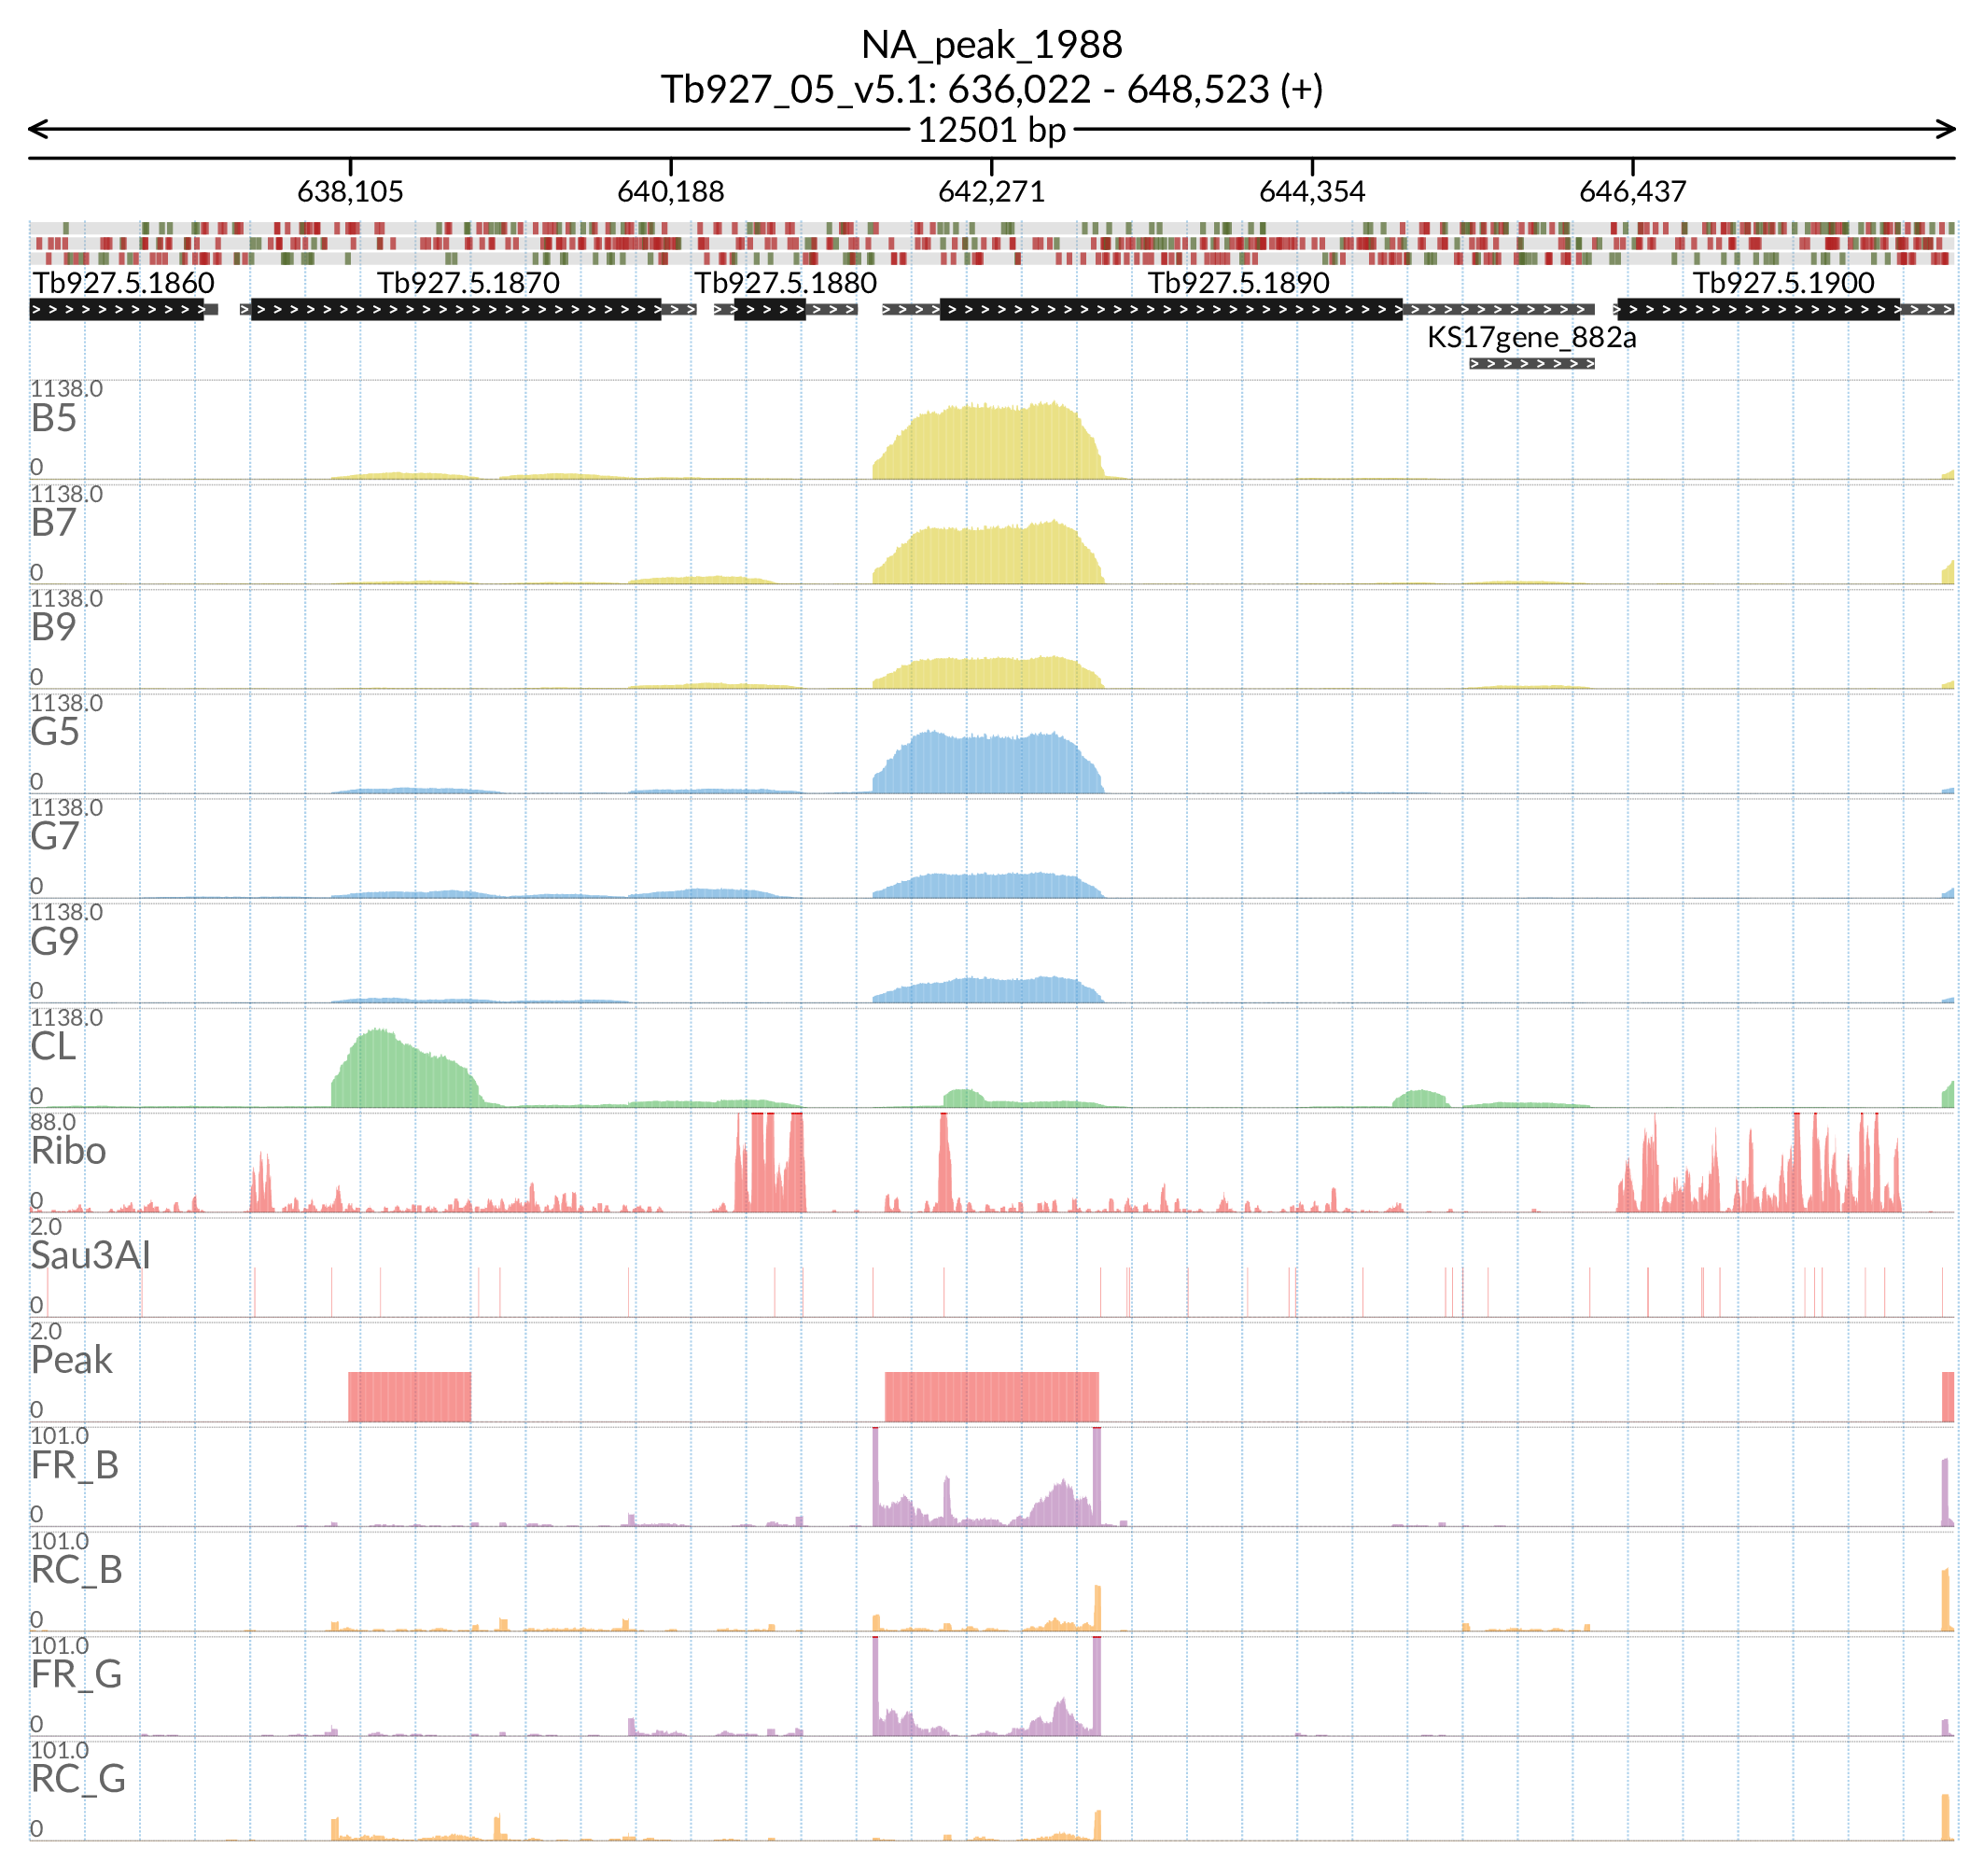 NA_peak_1988
Tb927_05_v5.1: 636,022 - 648,523 (+)
12501 bp
638,105 640,188 642,271 644,354 646,437
Tb927.5.1860 Tb927.5.1870 Tb927.5.1880 Tb927.5.1890 Tb927.5.1900
KS17gene_882a
1138.0
B5
0
1138.0
B7
0
1138.0
B9
0
1138.0
G5
0
1138.0
G7
0
1138.0
G9
0
1138.0
CL
0
88.0
Ribo
0
2.0
Sau3AI
0
2.0
Peak
0
101.0
FR_B
0
101.0
RC_B
0
101.0
FR_G
0
101.0
RC_G
0